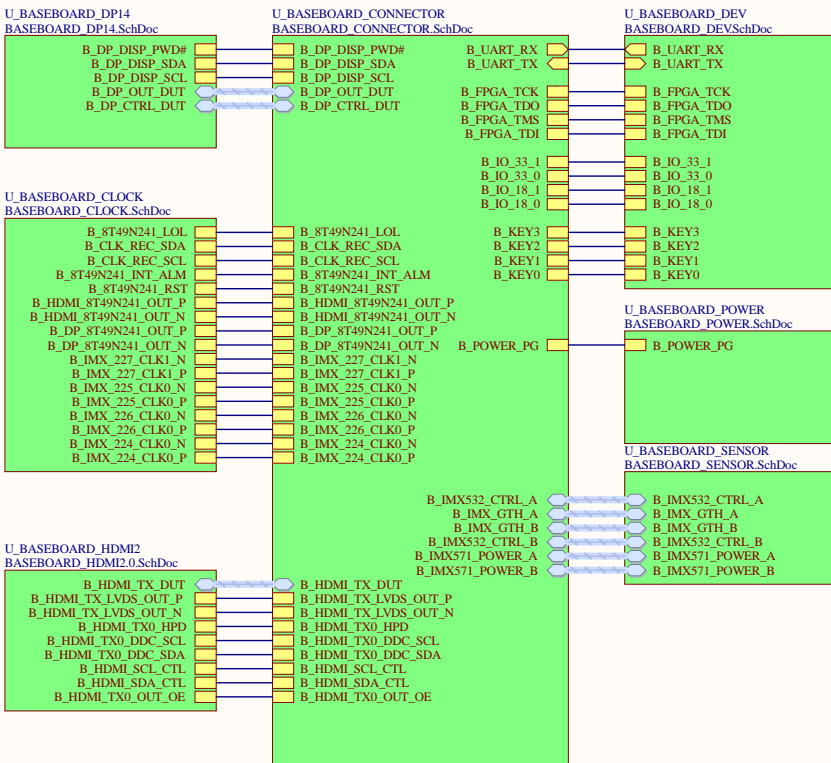 U_BASEBOARD_DP14
BASEBOARD_DP14.SchDoc
B_DP_DISP_PWD#
B_DP_DISP_SDA
B_DP_DISP_SCL
B_DP_OUT_DUT
B_DP_CTRL_DUT
U_BASEBOARD_CLOCK
BASEBOARD_CLOCK.SchDoc
B_8T49N241_LOL
B_CLK_REC_SDA
B_CLK_REC_SCL
B_8T49N241_INT_ALM
B_8T49N241_RST
B_HDMI_8T49N241_OUT_P
B_HDMI_8T49N241_OUT_N
B_DP_8T49N241_OUT_P
B_DP_8T49N241_OUT_N
B_IMX_227_CLK1_N
B_IMX_227_CLK1_P
B_IMX_225_CLK0_N
B_IMX_225_CLK0_P
B_IMX_226_CLK0_N
B_IMX_226_CLK0_P
B_IMX_224_CLK0_N
B_IMX_224_CLK0_P
U_BASEBOARD_HDMI2
BASEBOARD_HDMI2.0.SchDoc
B_HDMI_TX_DUT
B_HDMI_TX_LVDS_OUT_P
B_HDMI_TX_LVDS_OUT_N
B_HDMI_TX0_HPD
B_HDMI_TX0_DDC_SCL
B_HDMI_TX0_DDC_SDA
B_HDMI_SCL_CTL
B_HDMI_SDA_CTL
B_HDMI_TX0_OUT_OE
U_BASEBOARD_CONNECTOR
BASEBOARD_CONNECTOR.SchDoc
B_DP_DISP_PWD#
B_DP_DISP_SDA
B_DP_DISP_SCL
B_DP_OUT_DUT
B_DP_CTRL_DUT
B_8T49N241_LOL
B_CLK_REC_SDA
B_CLK_REC_SCL
B_8T49N241_INT_ALM
B_8T49N241_RST
B_HDMI_8T49N241_OUT_P
B_HDMI_8T49N241_OUT_N
B_DP_8T49N241_OUT_P
B_DP_8T49N241_OUT_N
B_IMX_227_CLK1_N
B_IMX_227_CLK1_P
B_IMX_225_CLK0_N
B_IMX_225_CLK0_P
B_IMX_226_CLK0_N
B_IMX_226_CLK0_P
B_IMX_224_CLK0_N
B_IMX_224_CLK0_P
B_HDMI_TX_DUT
B_HDMI_TX_LVDS_OUT_P
B_HDMI_TX_LVDS_OUT_N
B_HDMI_TX0_HPD
B_HDMI_TX0_DDC_SCL
B_HDMI_TX0_DDC_SDA
B_HDMI_SCL_CTL
B_HDMI_SDA_CTL
B_HDMI_TX0_OUT_OE
B_UART_RX
B_UART_TX
B_FPGA_TCK
B_FPGA_TDO
B_FPGA_TMS
B_FPGA_TDI
B_IO_33_1
B_IO_33_0
B_IO_18_1
B_IO_18_0
B_KEY3
B_KEY2
B_KEY1
B_KEY0
B_POWER_PG
B_IMX532_CTRL_A
B_IMX_GTH_A
B_IMX_GTH_B
B_IMX532_CTRL_B
B_IMX571_POWER_A
B_IMX571_POWER_B
U_BASEBOARD_DEV
BASEBOARD_DEV.SchDoc
B_UART_RX
B_UART_TX
B_FPGA_TCK
B_FPGA_TDO
B_FPGA_TMS
B_FPGA_TDI
B_IO_33_1
B_IO_33_0
B_IO_18_1
B_IO_18_0
B_KEY3
B_KEY2
B_KEY1
B_KEY0
U_BASEBOARD_POWER
BASEBOARD_POWER.SchDoc
B_POWER_PG
U_BASEBOARD_SENSOR
BASEBOARD_SENSOR.SchDoc
B_IMX532_CTRL_A
B_IMX_GTH_A
B_IMX_GTH_B
B_IMX532_CTRL_B
B_IMX571_POWER_A
B_IMX571_POWER_B